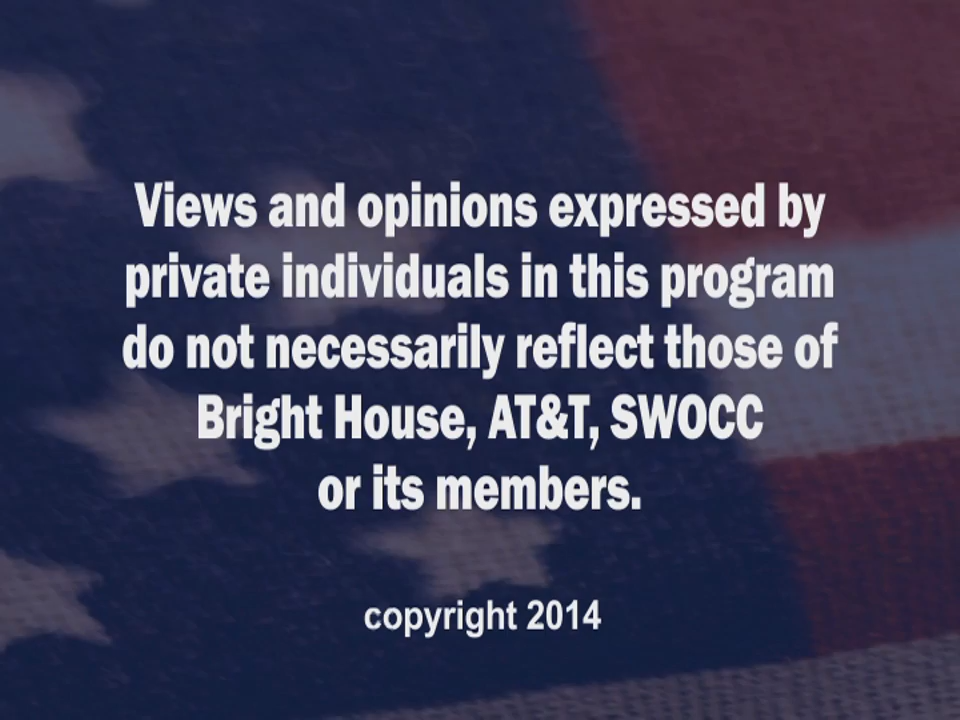 Views and opinions expressed by
private individuals in this program
do not necessarily reflect those of
Bright House, AT&T, SWOCC
or its members.
copyright 2014